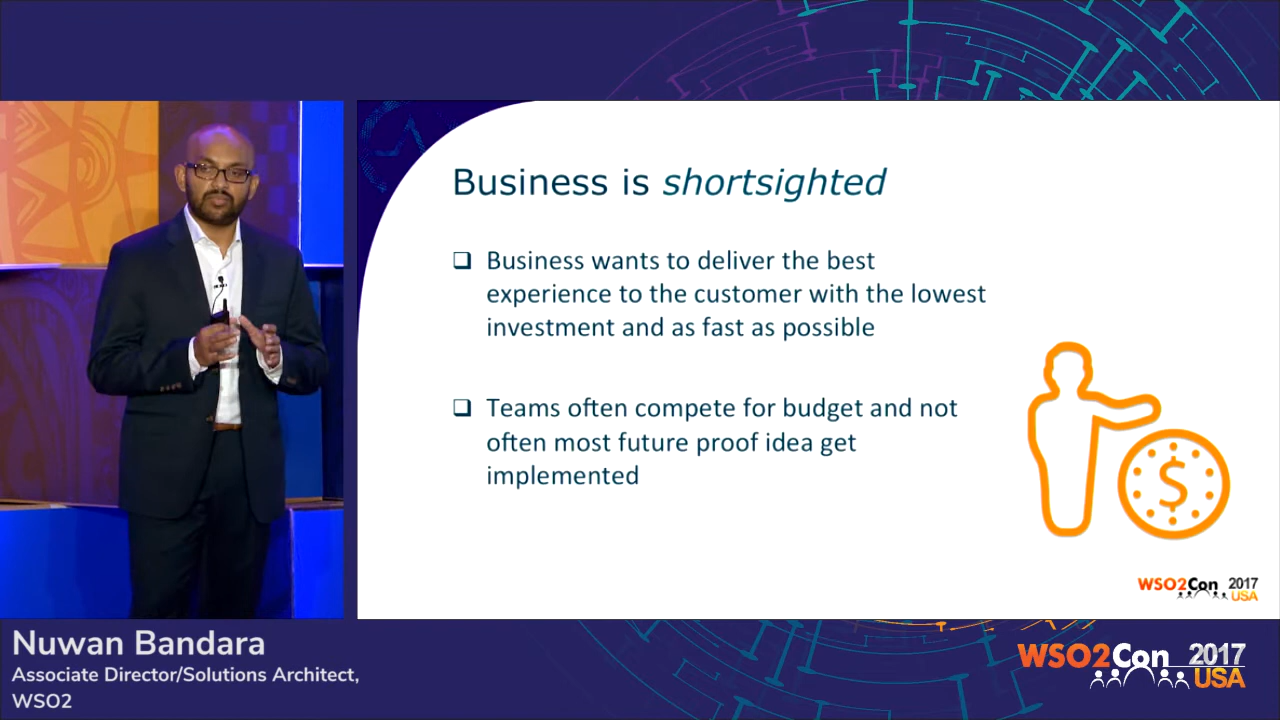 Business is shortsighted
❑ Business wants to deliver the best
experience to the customer with the lowest
investment and as fast as possible
❑ Teams often compete for budget and not
often most future proof idea get
implemented
$
WSO2Con 2017
USA
Nuwan Bandara
Associate Director/Solutions Architect,
WSO2
WSO2Con 2017
USA